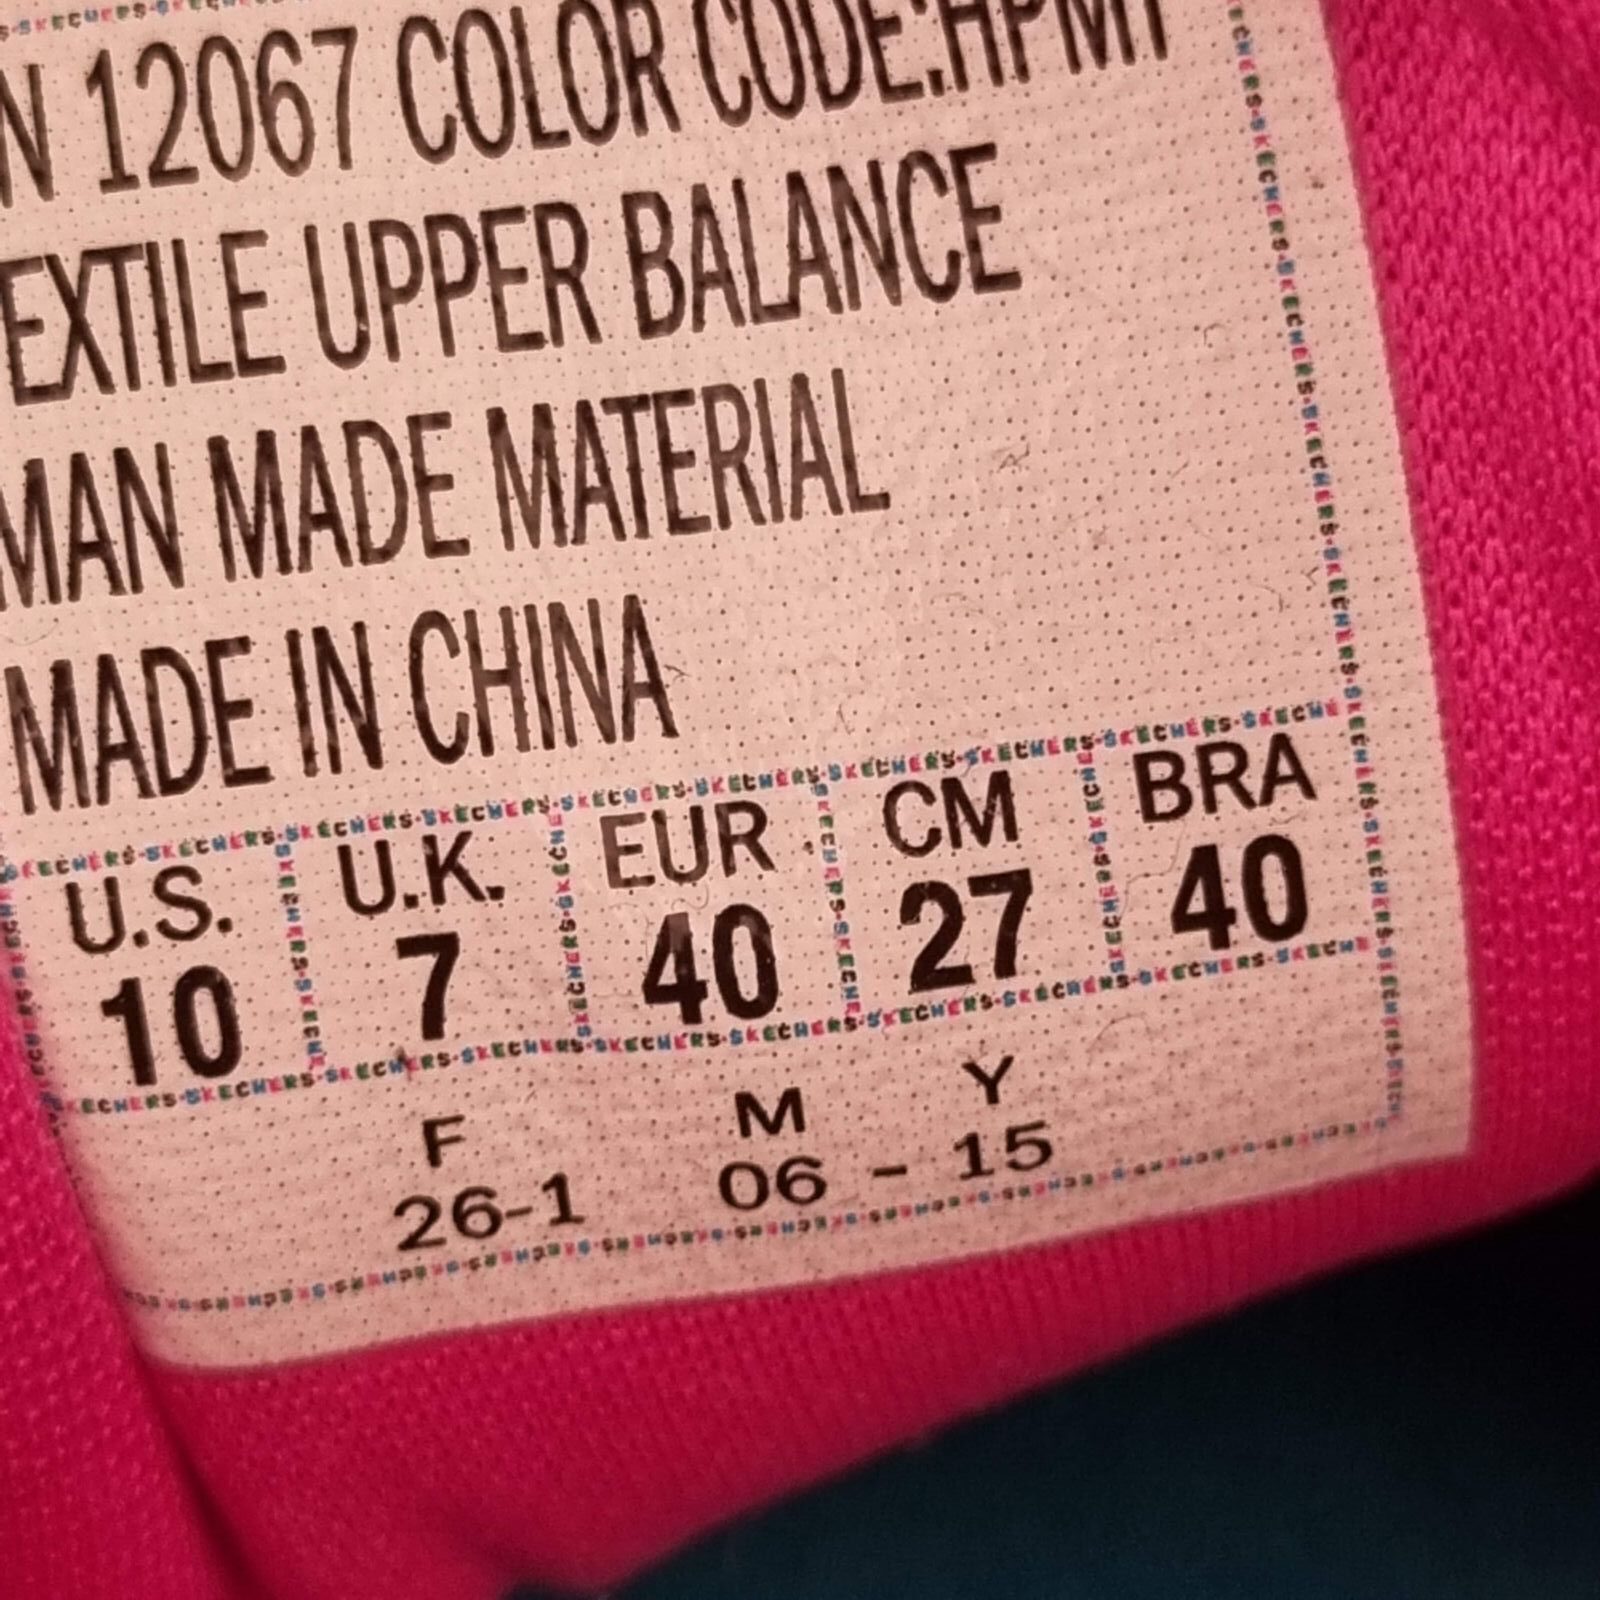 N 12067 COLOR CODE:HPMT
EXTILE UPPER BALANCE
MAN MADE MATERIAL
MADE IN CHINA
U.S. U.K. EUR CM BRA
10 7 40 27 40
F M Y
26-1 06 - 15